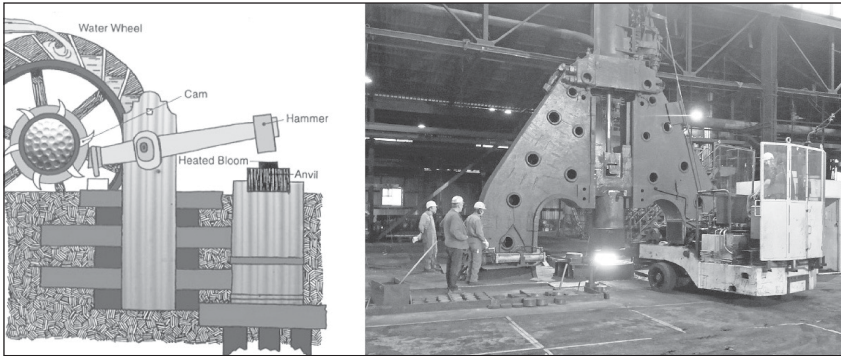 Water Wheel
Cam
Hammer
Heated Bloom
Anvil